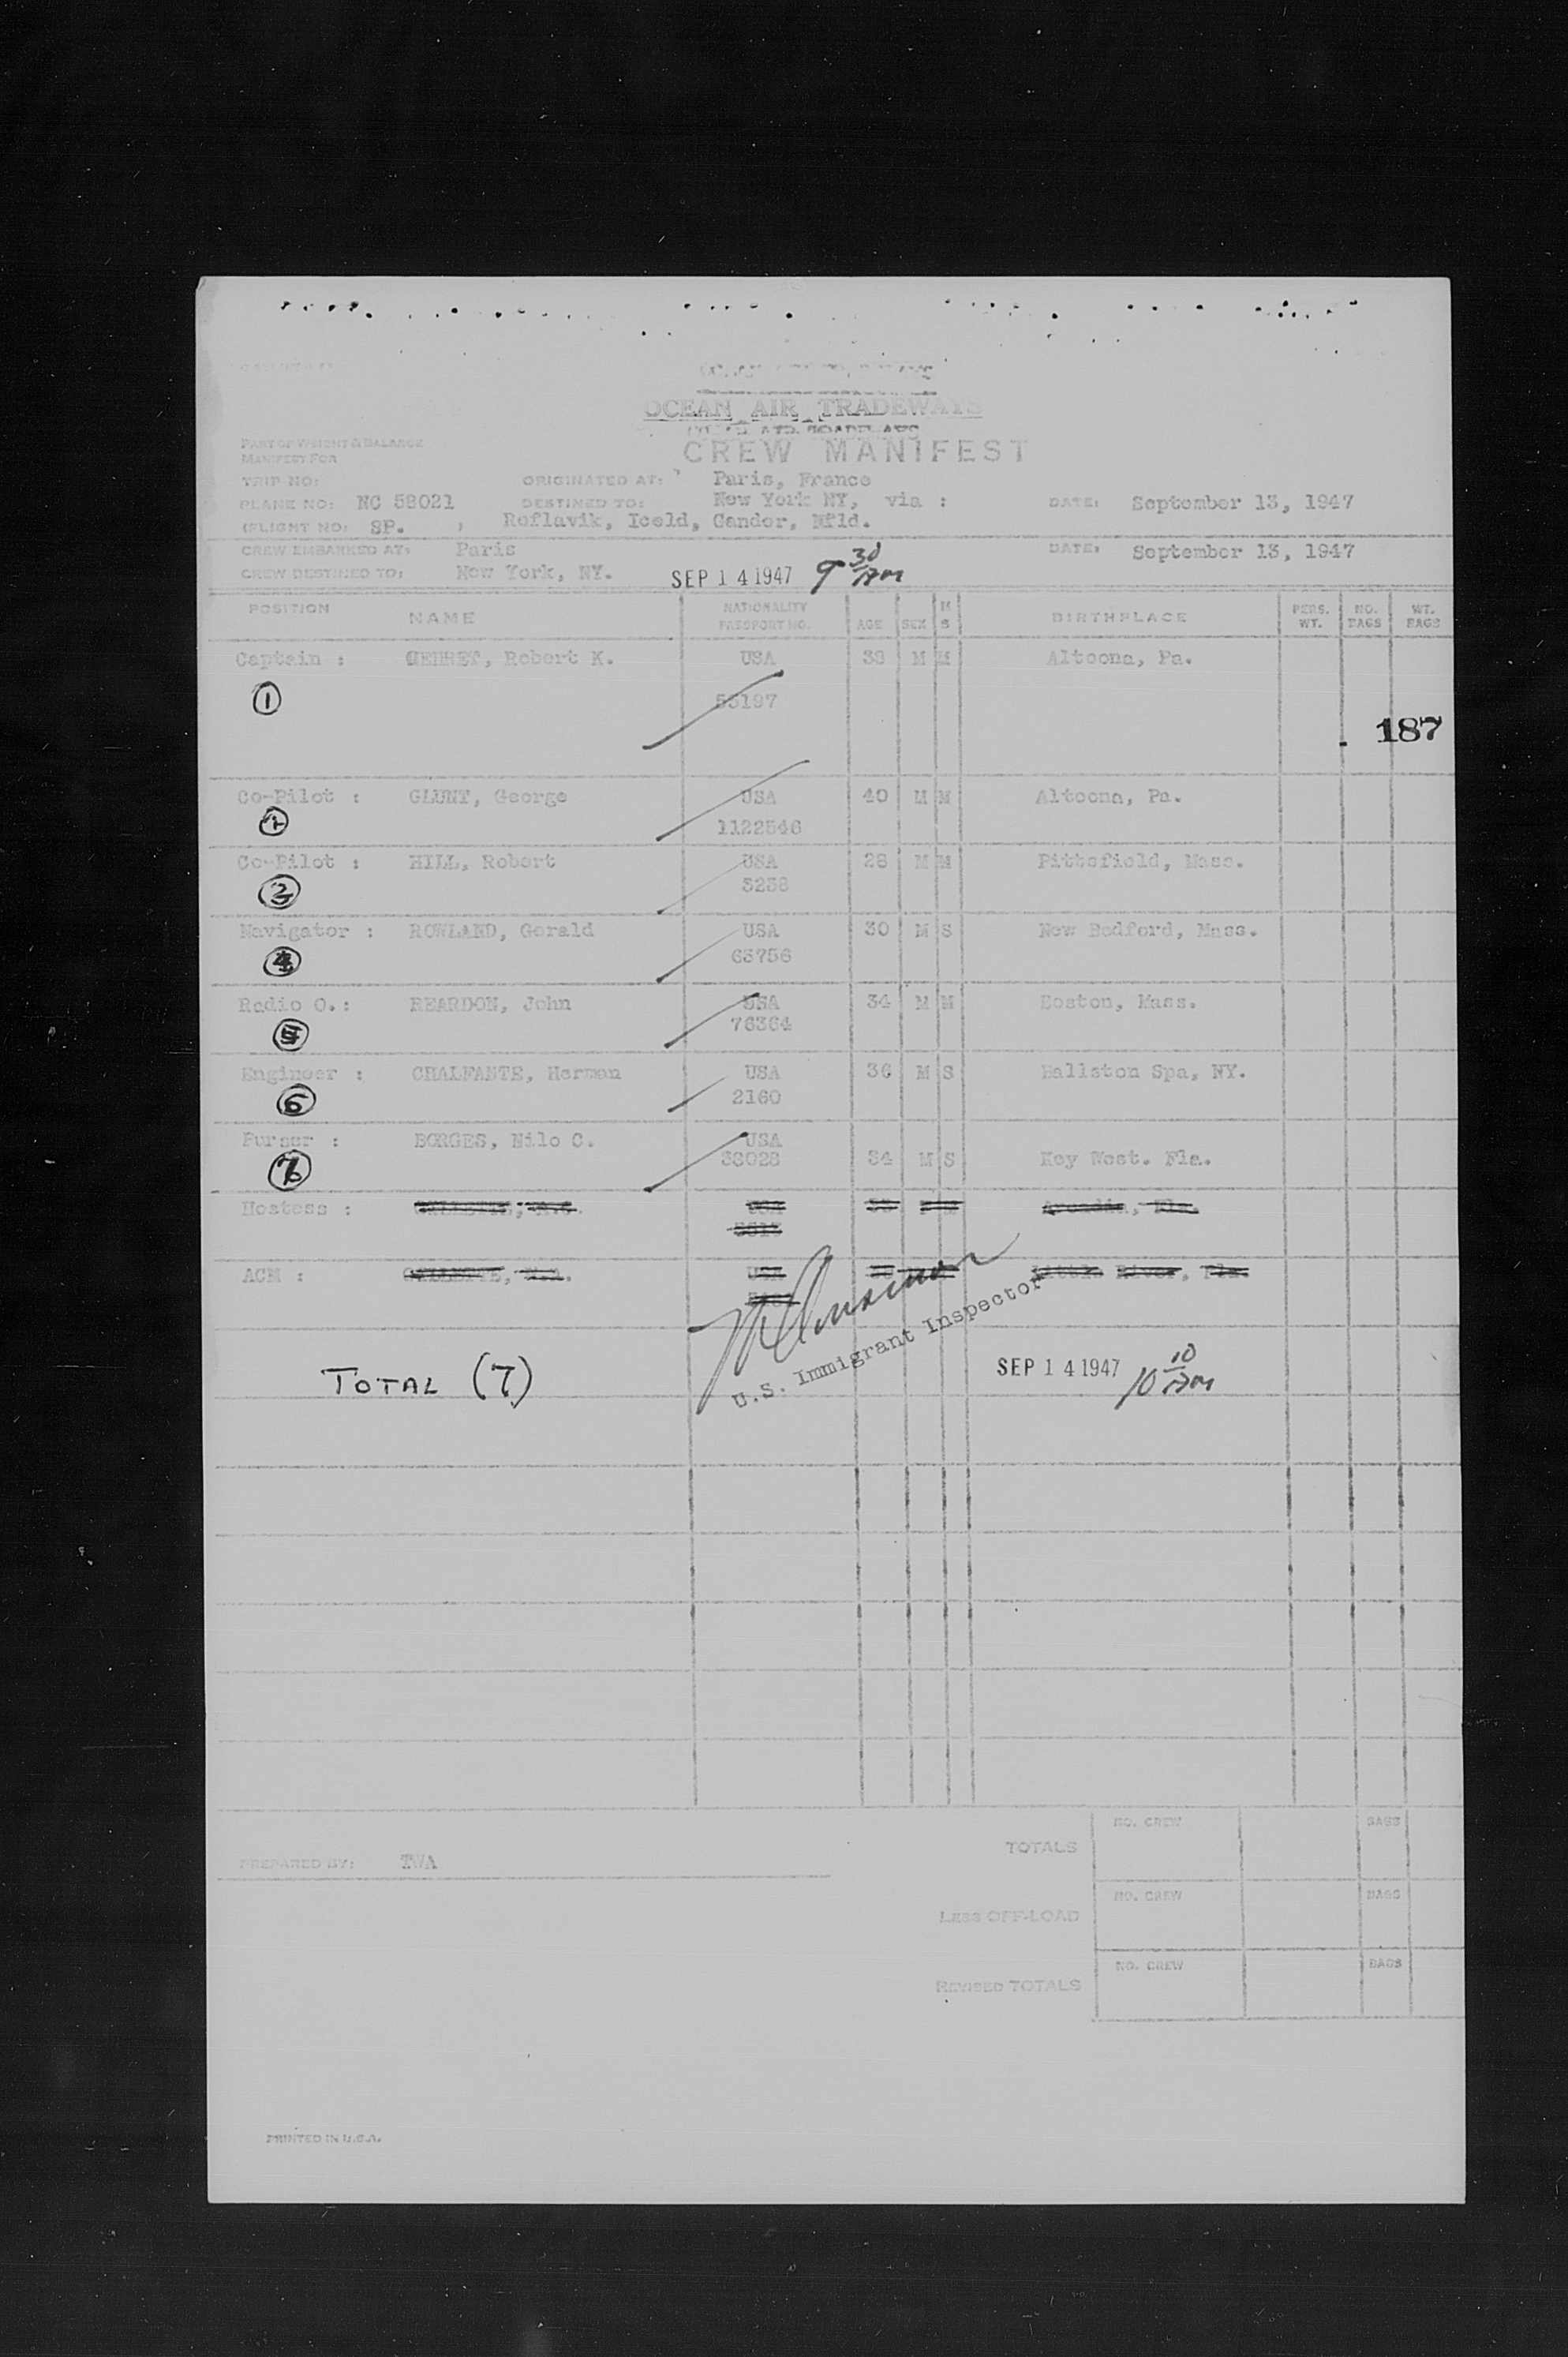 OCEAN AIR TRADEWAYS
CREW MANIFEST
PART OF WEIGHT & BALANCE
MANIFEST FOR
TRIP NO: ORIGINATED AT: Paris, France
PLANE NO: NC 58021 DESTINED TO: New York NY, via : DATE: September 13, 1947
(FLIGHT NO: SP. ) Reflavik, Iceld, Gander, Nfld.
CREW EMBARKED AT: Paris DATE: September 13, 1947
CREW DESTINED TO: New York, NY. SEP 14 1947 9 30 AM
POSITION NAME NATIONALITY PASSPORT NO. AGE SEX M S BIRTHPLACE PERS. WT. NO. BAGS WT. BAGS
Captain : GEHRET, Robert K. USA 38 M M Altoona, Pa.
1 55197
187
Co-Pilot : GLUNT, George USA 40 M M Altoona, Pa.
2 1122546
Co-Pilot : HILL, Robert USA 28 M M Pittsfield, Mass.
3 3238
Navigator : ROWLAND, Gerald USA 30 M S New Bedford, Mass.
4 63756
Radio O.: REARDON, John USA 34 M M Boston, Mass.
5 76364
Engineer : CHALFANTE, Herman USA 36 M S Ballston Spa, NY.
6 2160
Purser : BORGES, Nilo C. USA
7 38028 34 M S Key West. Fla.
Hostess :
ACM :
U.S. Immigrant Inspector
TOTAL (7) SEP 14 1947 10 10 AM
NO. CREW BAGS
TOTALS
PREPARED BY: TWA
NO. CREW BAGS
LESS OFF-LOAD
NO. CREW BAGS
REVISED TOTALS
PRINTED IN U.S.A.